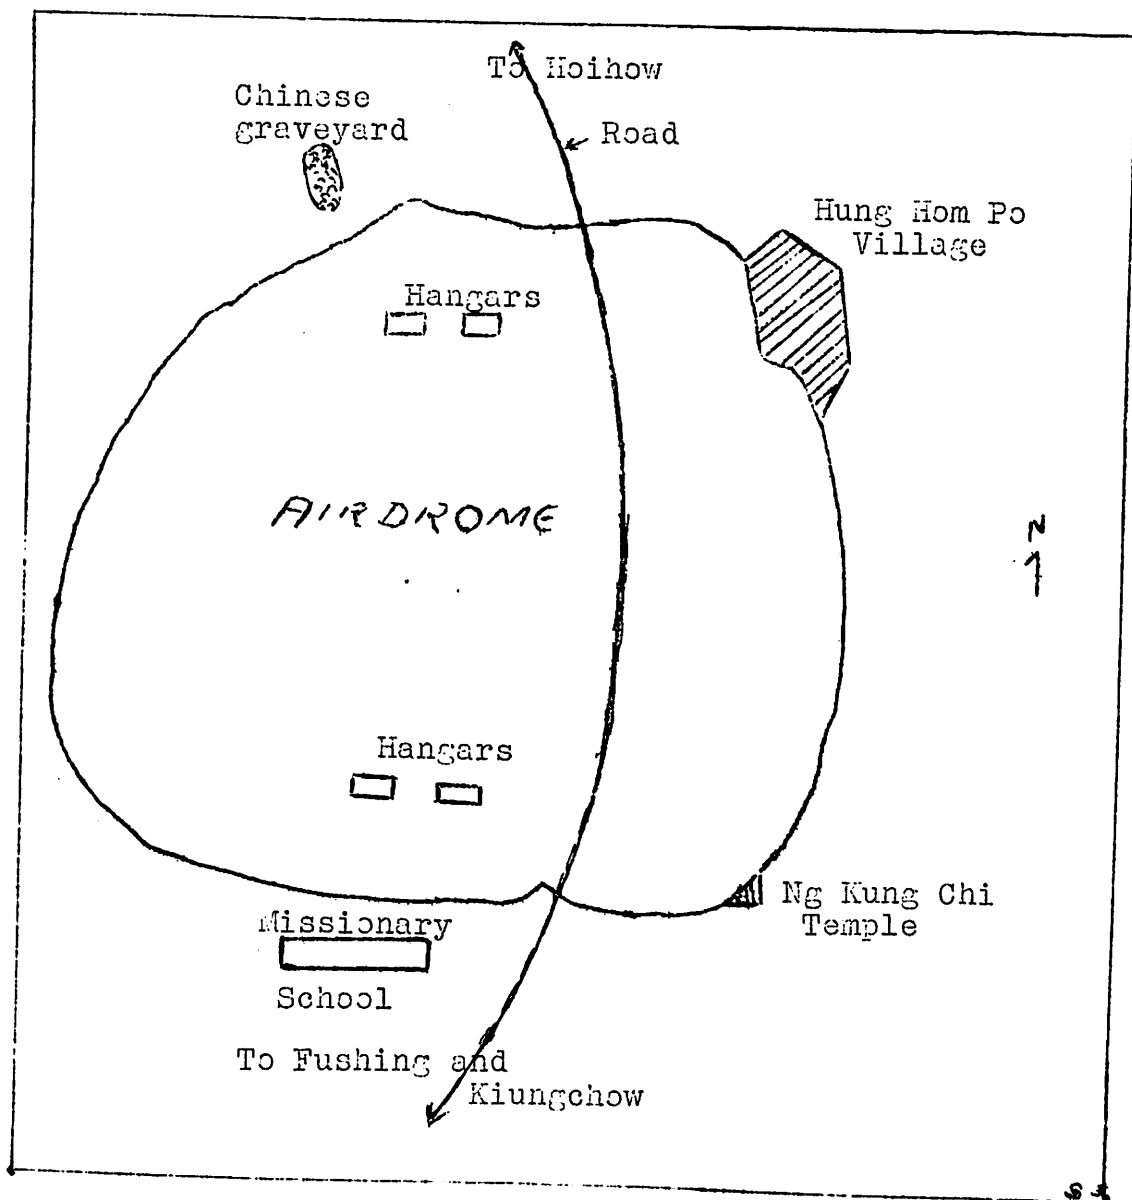 To Hoihow
Chinese
graveyard
Road
Hung Hom Po
Village
Hangars
AIRDROME
N
Hangars
Ng Kung Chi
Temple
Missionary
School
To Fushing and
Kiungchow